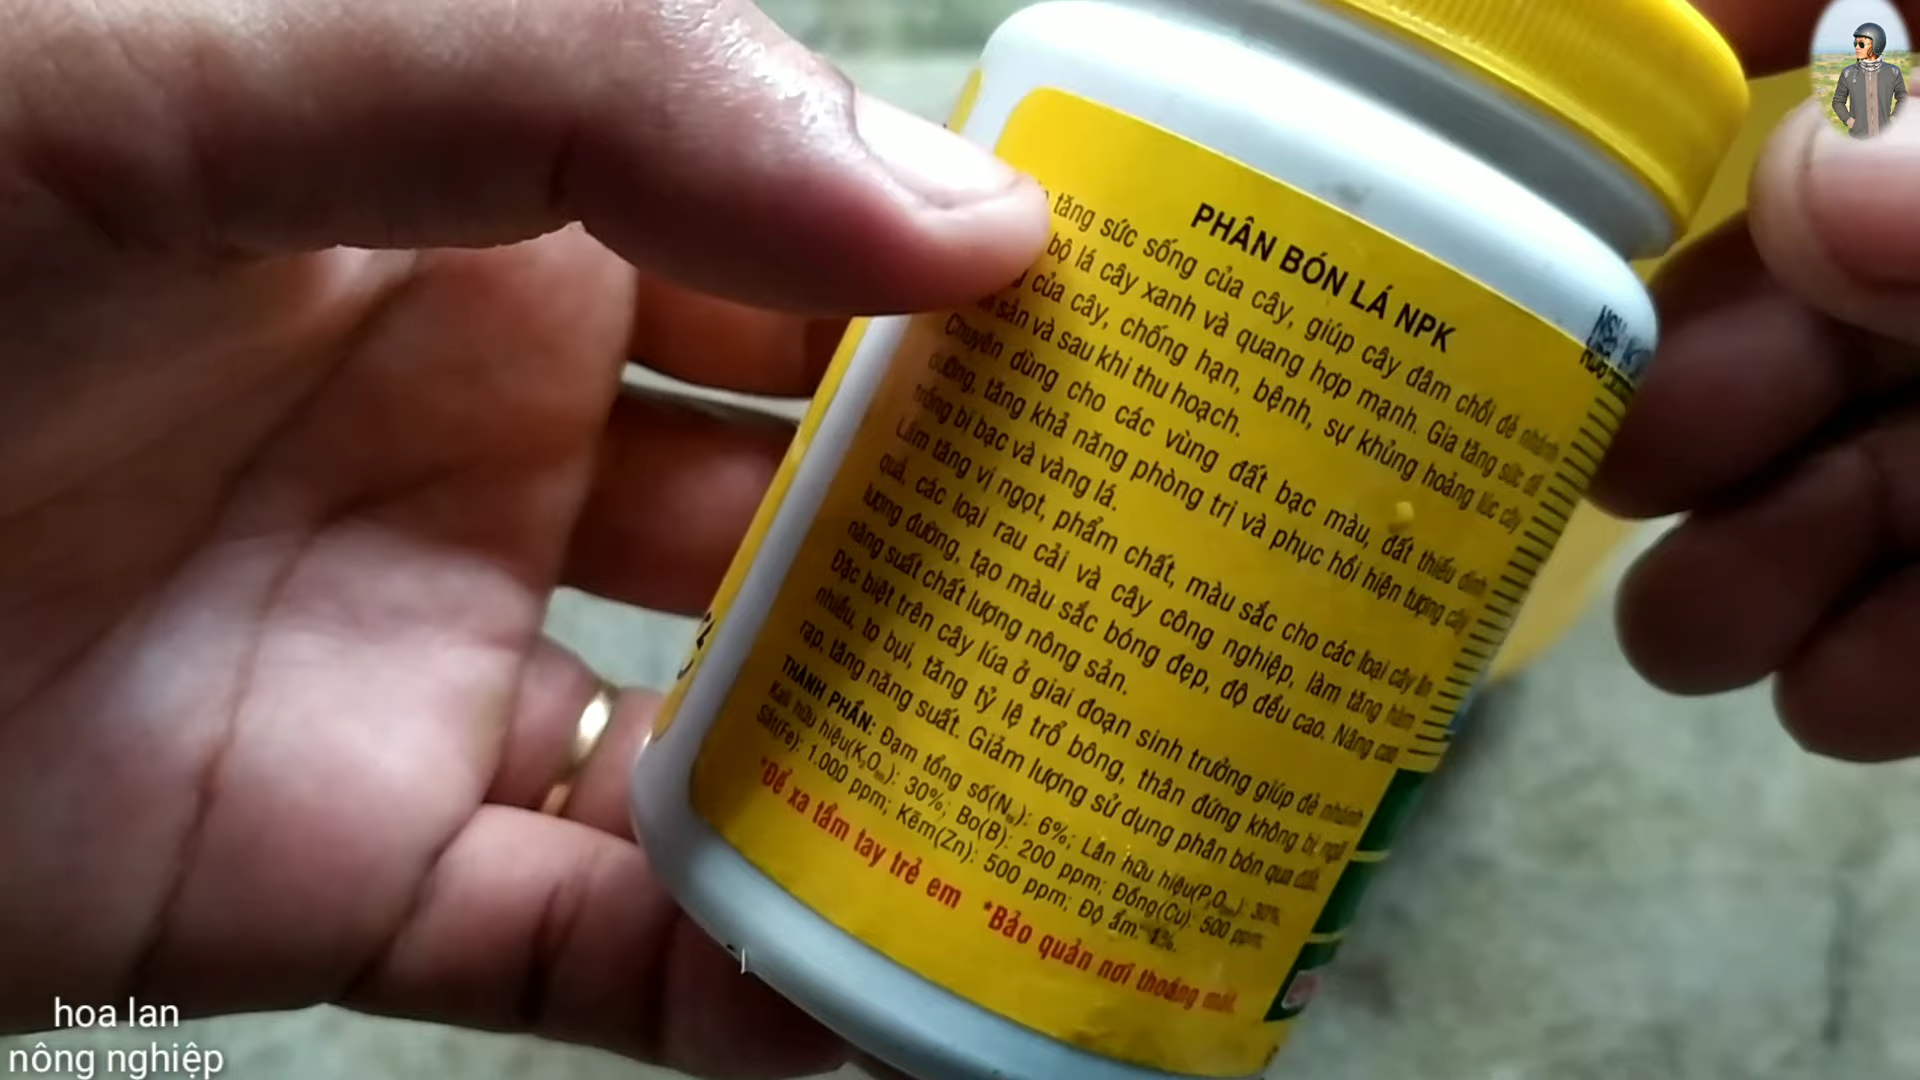 PHÂN BÓN LÁ NPK
tăng sức sống của cây, giúp cây đâm chồi đẻ nhánh
bộ lá cây xanh và quang hợp mạnh. Gia tăng sức đề
của cây, chống hạn, bệnh, sự khủng hoảng lúc cây
sản và sau khi thu hoạch.
Chuyên dùng cho các vùng đất bạc màu, đất thiếu dinh
dưỡng, tăng khả năng phòng trị và phục hồi hiện tượng cây
trồng bị bạc và vàng lá.
Làm tăng vị ngọt, phẩm chất, màu sắc cho các loại cây ăn
quả, các loại rau cải và cây công nghiệp, làm tăng hàm
lượng đường, tạo màu sắc bóng đẹp, độ đều cao. Nâng cao
năng suất chất lượng nông sản.
Đặc biệt trên cây lúa ở giai đoạn sinh trưởng giúp đẻ nhánh
nhiều, to bụi, tăng tỷ lệ trổ bông, thân đứng không bị ngã
rạp, tăng năng suất. Giảm lượng sử dụng phân bón qua đất.
THÀNH PHẦN: Đạm tổng số(Nts): 6%; Lân hữu hiệu(P2O5hh): 30%,
Kali hữu hiệu(K2Ohh): 30%; Bo(B): 200 ppm; Đồng(Cu): 500 ppm;
Sắt(Fe): 1.000 ppm; Kẽm(Zn): 500 ppm; Độ ẩm: 1%.
*Để xa tầm tay trẻ em *Bảo quản nơi thoáng mát.
hoa lan
nông nghiệp